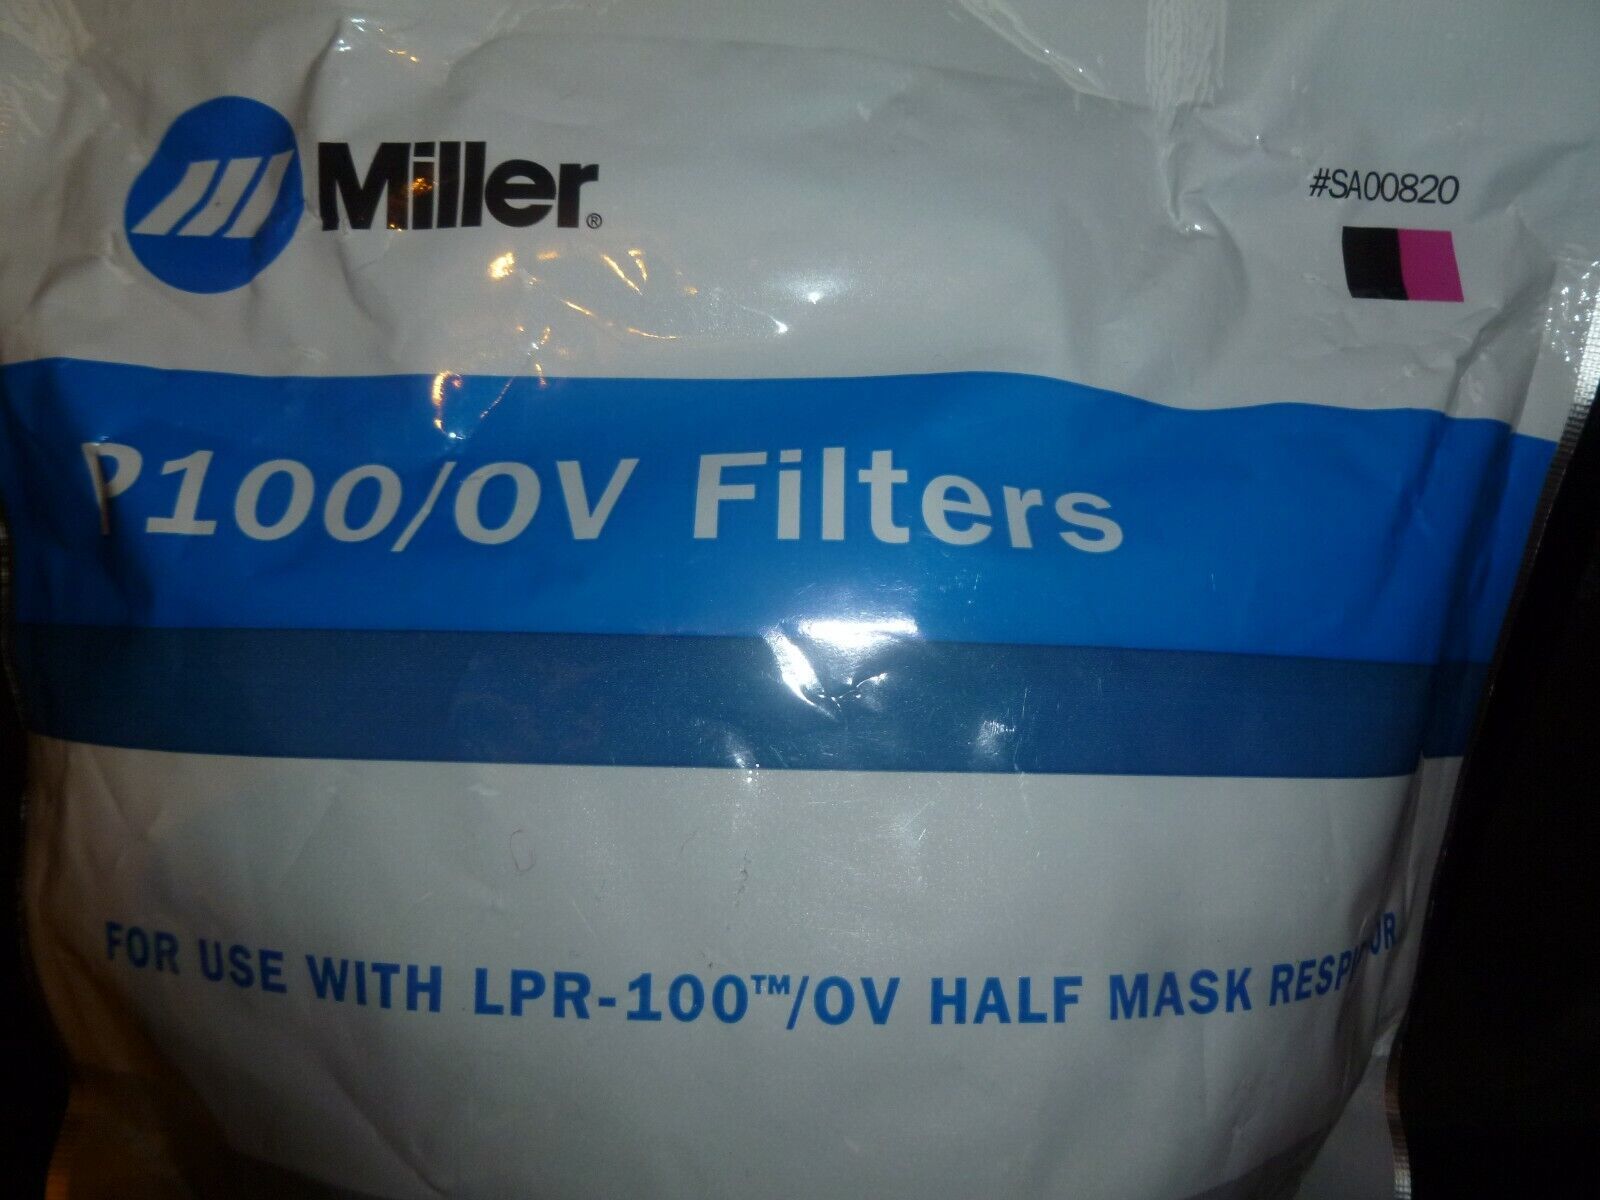 Miller®
#SA00820
P100/OV Filters
FOR USE WITH LPR-100™/OV HALF MASK